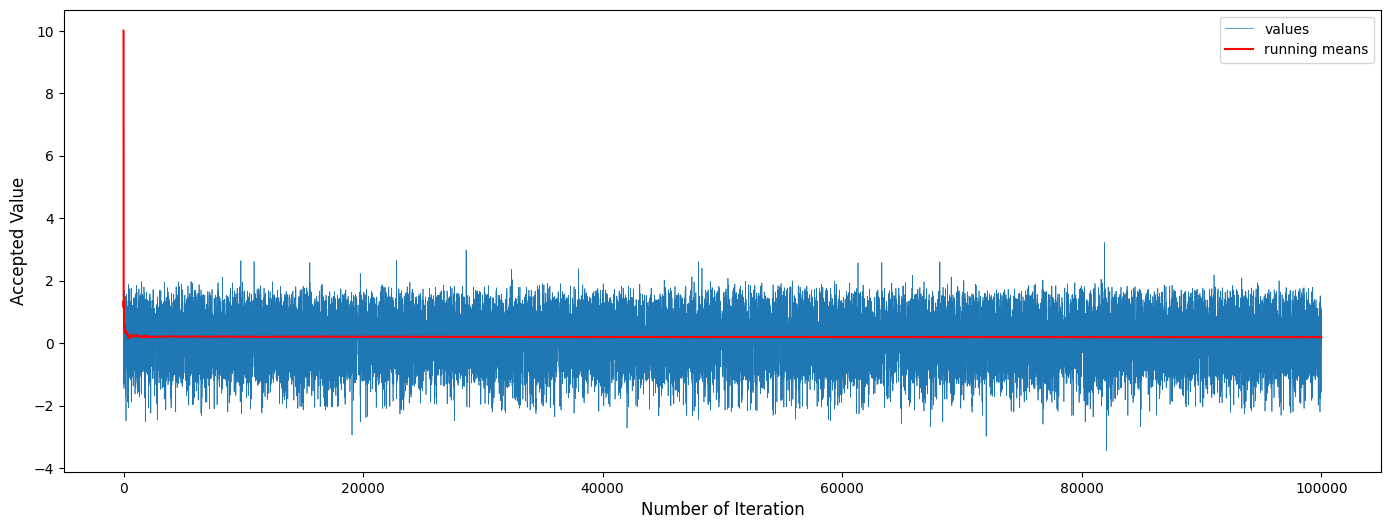 10
8
6
4
2
0
−2
−4
Accepted Value
values
running means
0 20000 40000 60000 80000 100000
Number of Iteration